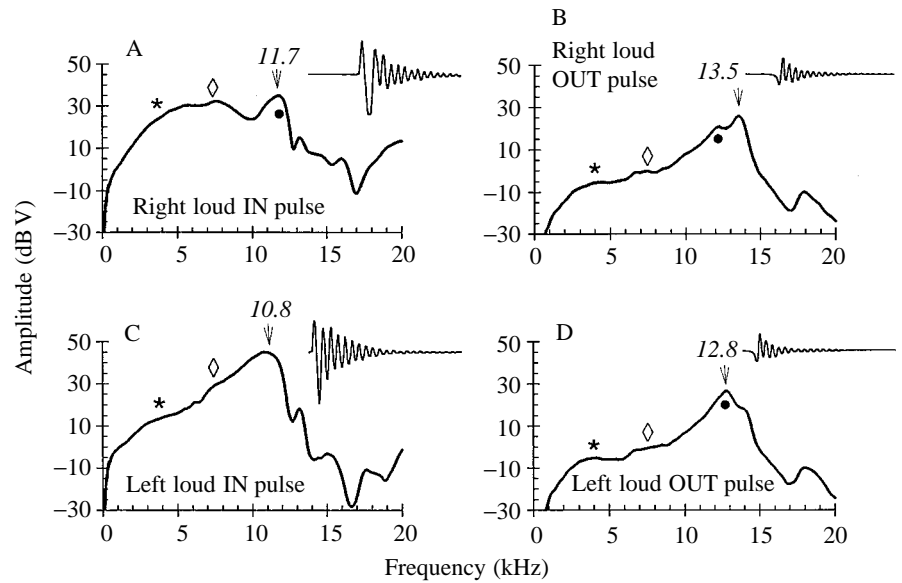 A
11.7
50
30
10
−10
−30
*
◊
●
Right loud IN pulse
0 5 10 15 20
B
Right loud
OUT pulse
13.5
50
30
10
−10
−30
*
◊
●
0 5 10 15 20
Amplitude (dB V)
C
10.8
50
30
10
−10
−30
*
◊
Left loud IN pulse
0 5 10 15 20
D
12.8
50
30
10
−10
−30
*
◊
●
Left loud OUT pulse
0 5 10 15 20
Frequency (kHz)